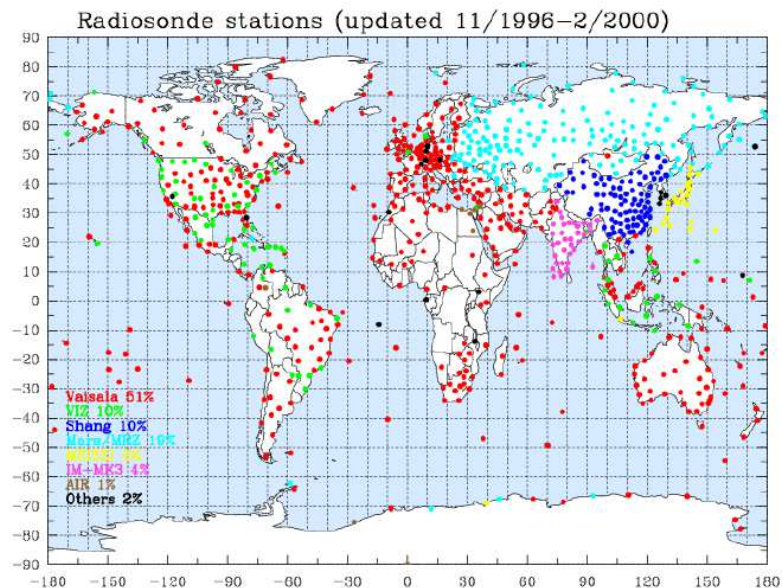 Radiosonde stations (updated 11/1996-2/2000)
90
80
70
60
50
40
30
20
10
0
-10
-20
-30
-40
-50
-60
-70
-80
-90
Vaisala 51%
VIZ 10%
Shang 10%
Mars/MRZ 19%
IM-MK3 4%
AIR 1%
Others 2%
-180 -150 -120 -90 -60 -30 0 30 60 90 120 150 180